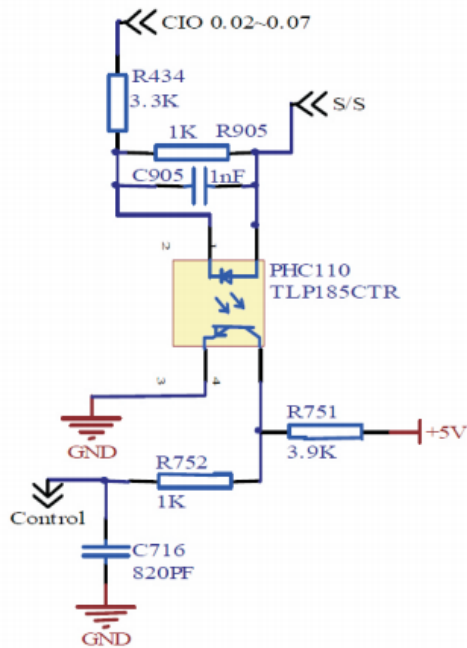 CIO 0.02~0.07
R434
3.3K
S/S
1K R905
C905 1nF
2 1
PHC110
TLP185CTR
3 4
R751
+5V
3.9K
GND
R752
1K
Control
C716
820PF
GND